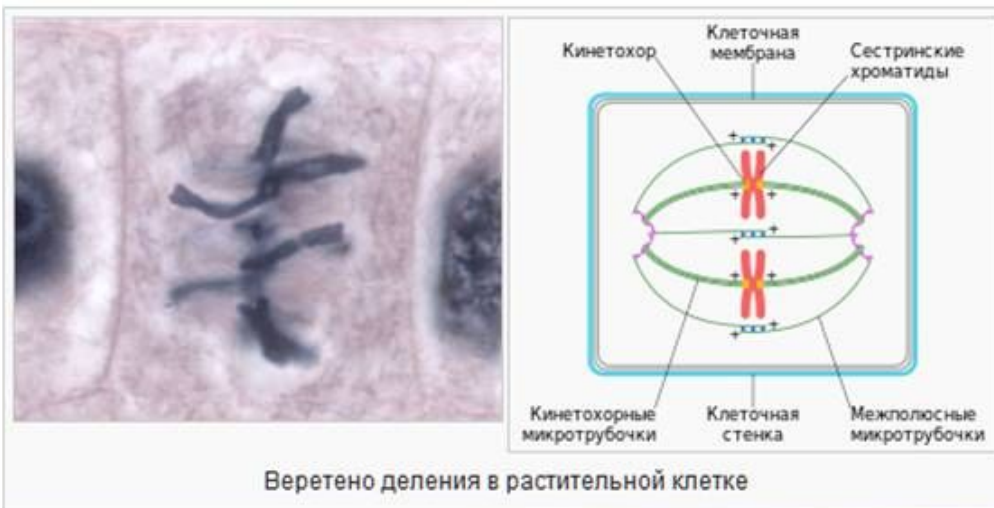 Кинетохор
Клеточная
мембрана
Сестринские
хроматиды
+
+
+
+
+
+
+
+
+
+
Кинетохорные
микротрубочки
Клеточная
стенка
Межполюсные
микротрубочки
Веретено деления в растительной клетке